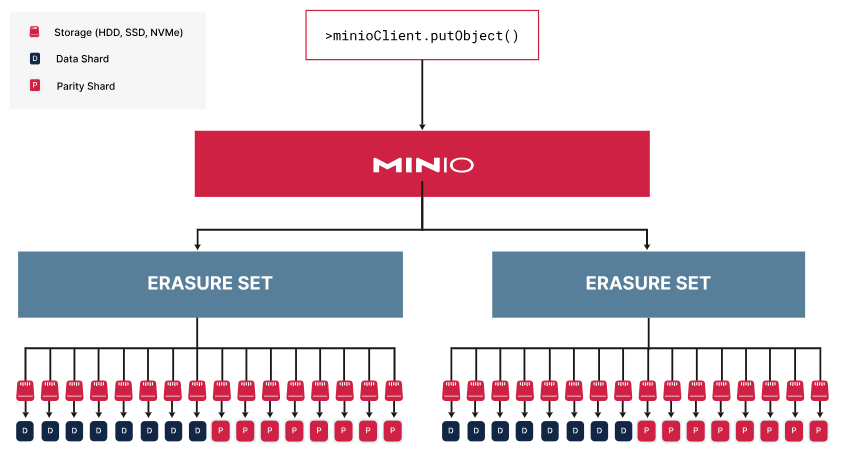 Storage (HDD, SSD, NVMe)
D Data Shard
P Parity Shard
>minioClient.putObject()
MINIO
ERASURE SET
ERASURE SET
D D D D D D D D P P P P P P P P
D D D D D D D D P P P P P P P P